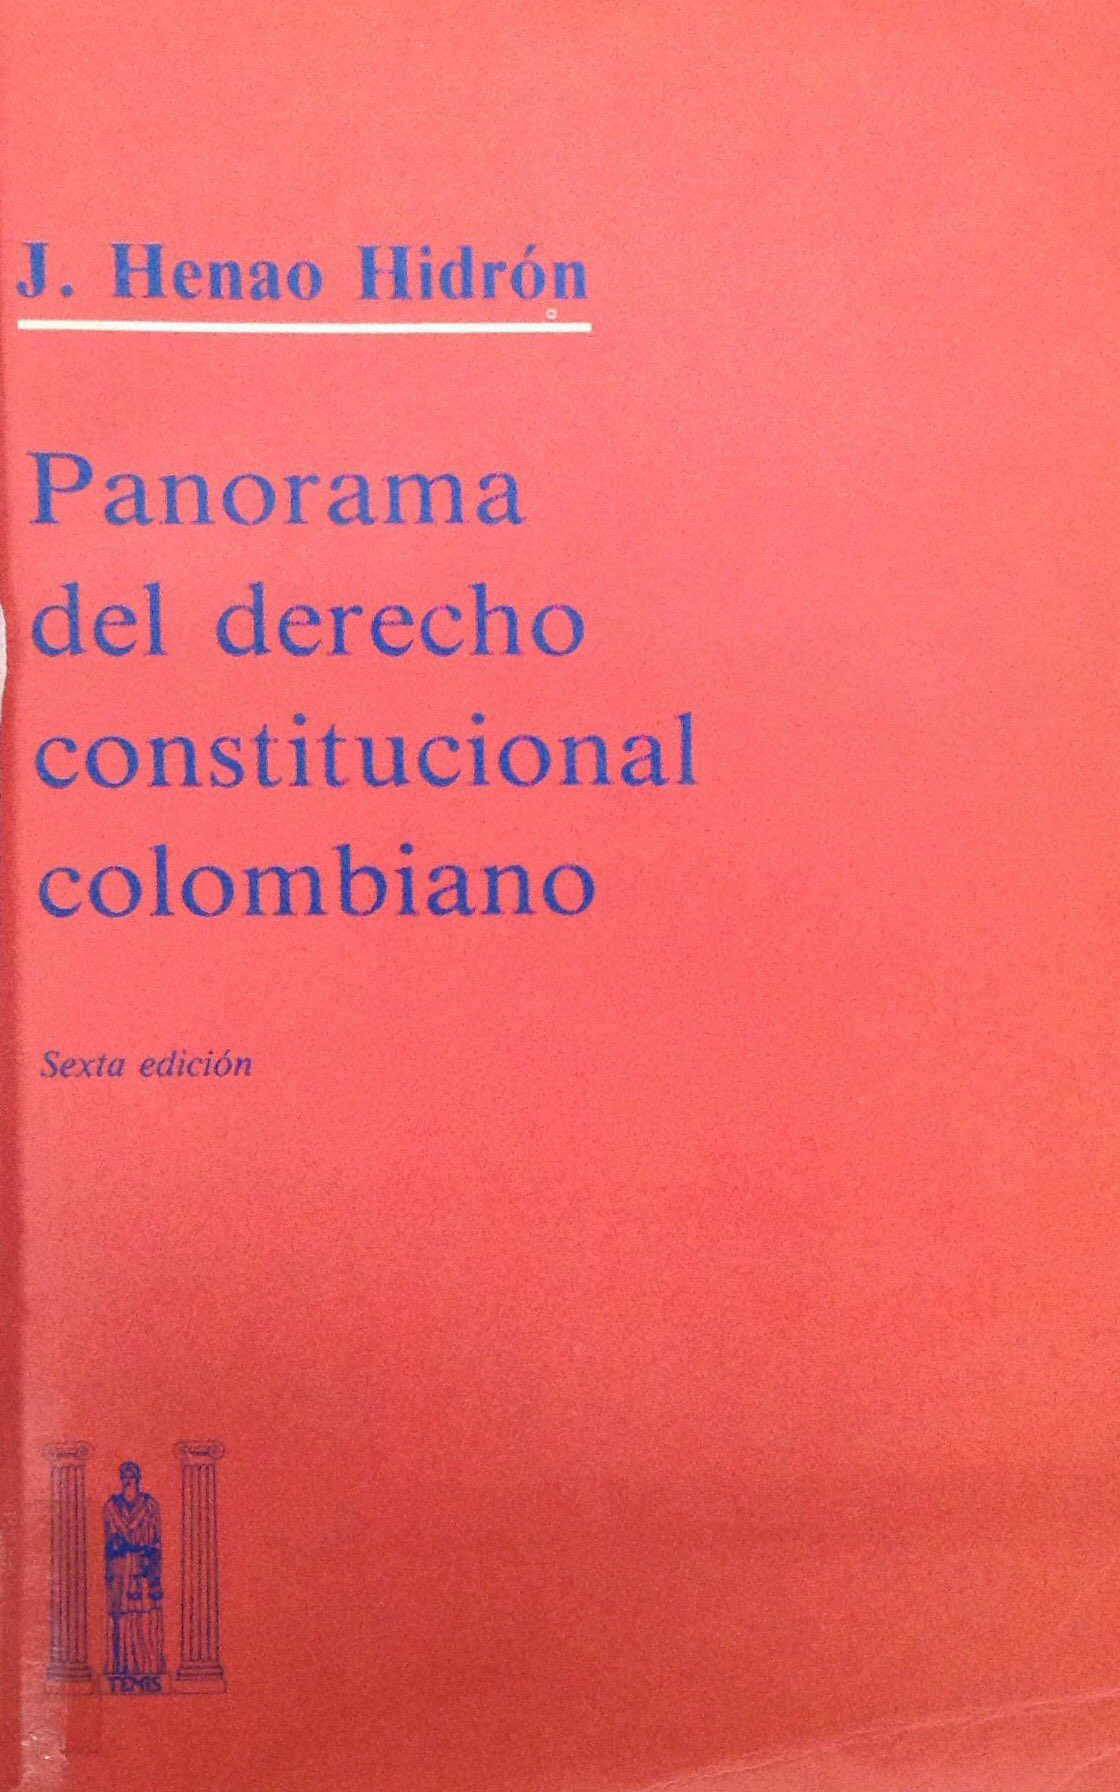 J. Henao Hidrón
Panorama
del derecho
constitucional
colombiano
Sexta edición
TEMIS